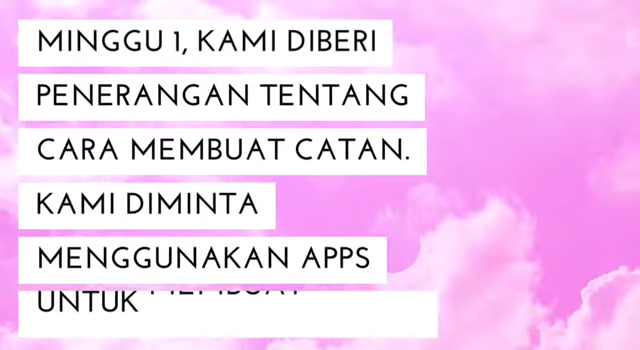 MINGGU 1, KAMI DIBERI
PENERANGAN TENTANG
CARA MEMBUAT CATAN.
KAMI DIMINTA
MENGGUNAKAN APPS
UNTUK